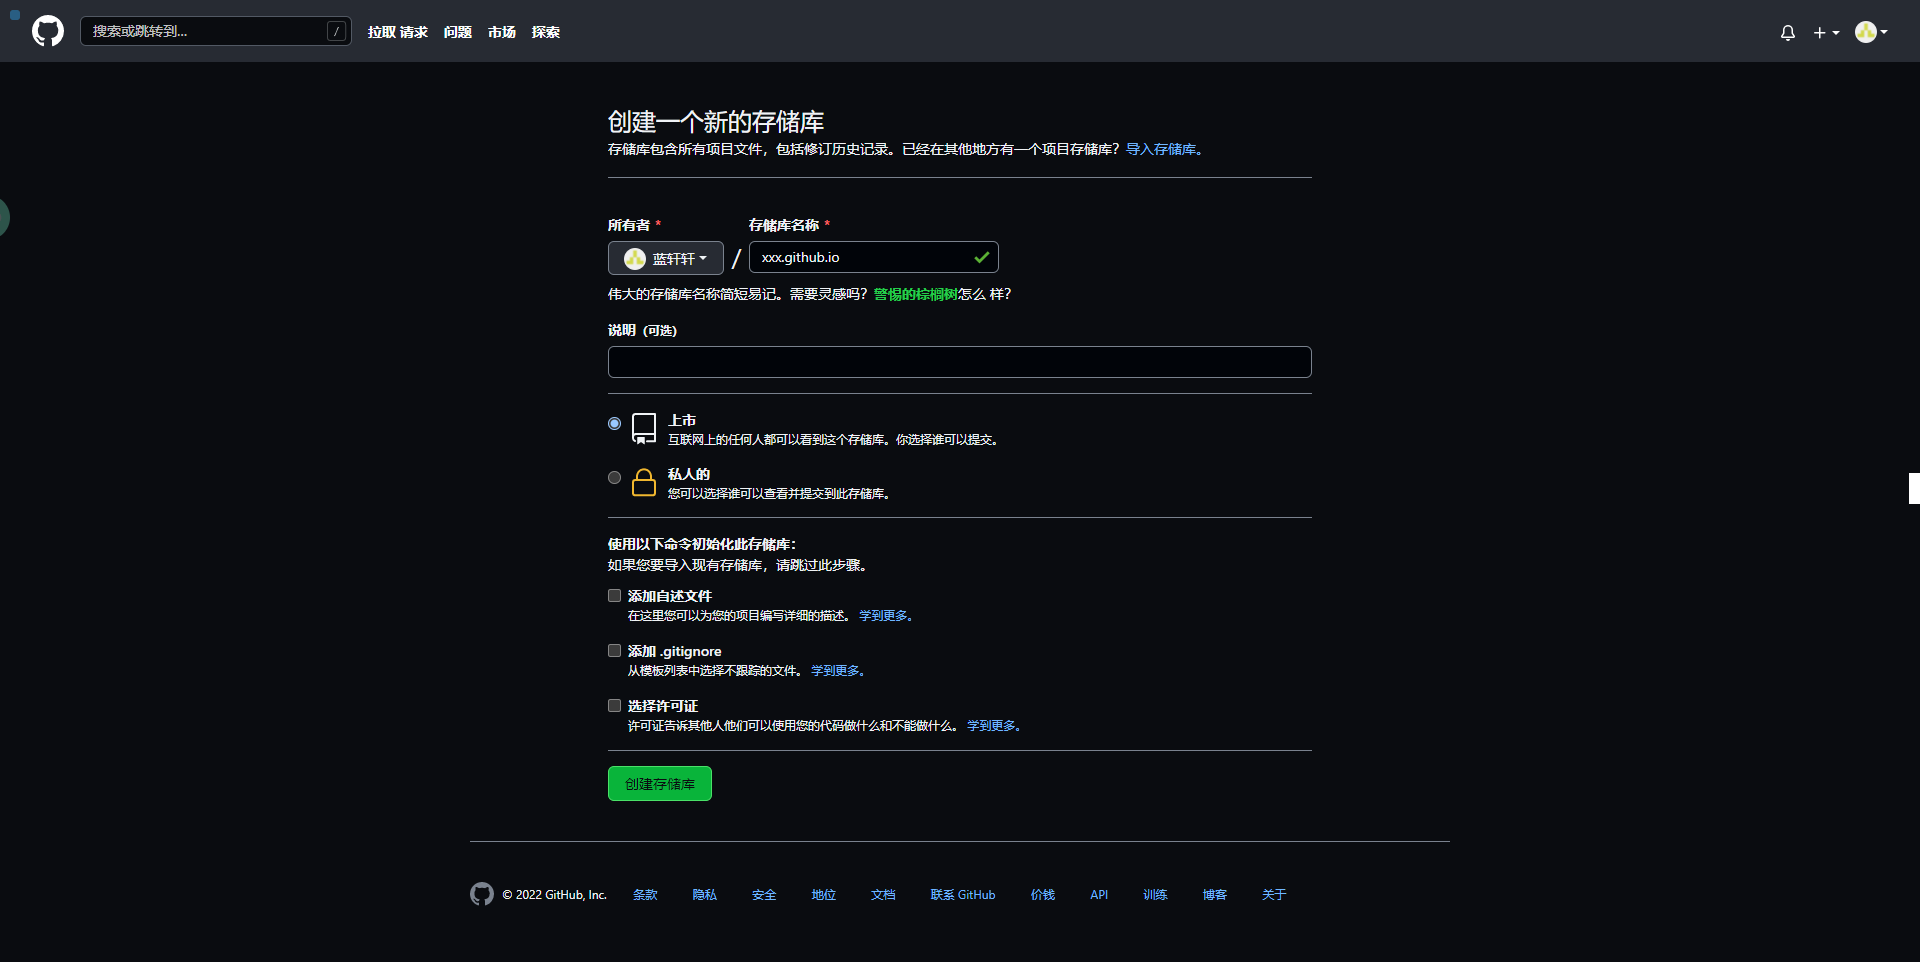 搜索或跳转到... /
拉取 请求 问题 市场 探索
创建一个新的存储库
存储库包含所有项目文件，包括修订历史记录。已经在其他地方有一个项目存储库？ 导入存储库。
所有者 * 存储库名称 *
蓝轩轩 / xxx.github.io
伟大的存储库名称简短易记。需要灵感吗？ 警惕的棕榈树怎么 样？
说明 (可选)
上市
互联网上的任何人都可以看到这个存储库。你选择谁可以提交。
私人的
您可以选择谁可以查看并提交到此存储库。
使用以下命令初始化此存储库：
如果您要导入现有存储库，请跳过此步骤。
添加自述文件
在这里您可以为您的项目编写详细的描述。 学到更多。
添加 .gitignore
从模板列表中选择不跟踪的文件。 学到更多。
选择许可证
许可证告诉其他人他们可以使用您的代码做什么和不能做什么。 学到更多。
创建存储库
© 2022 GitHub, Inc. 条款 隐私 安全 地位 文档 联系 GitHub 价钱 API 训练 博客 关于